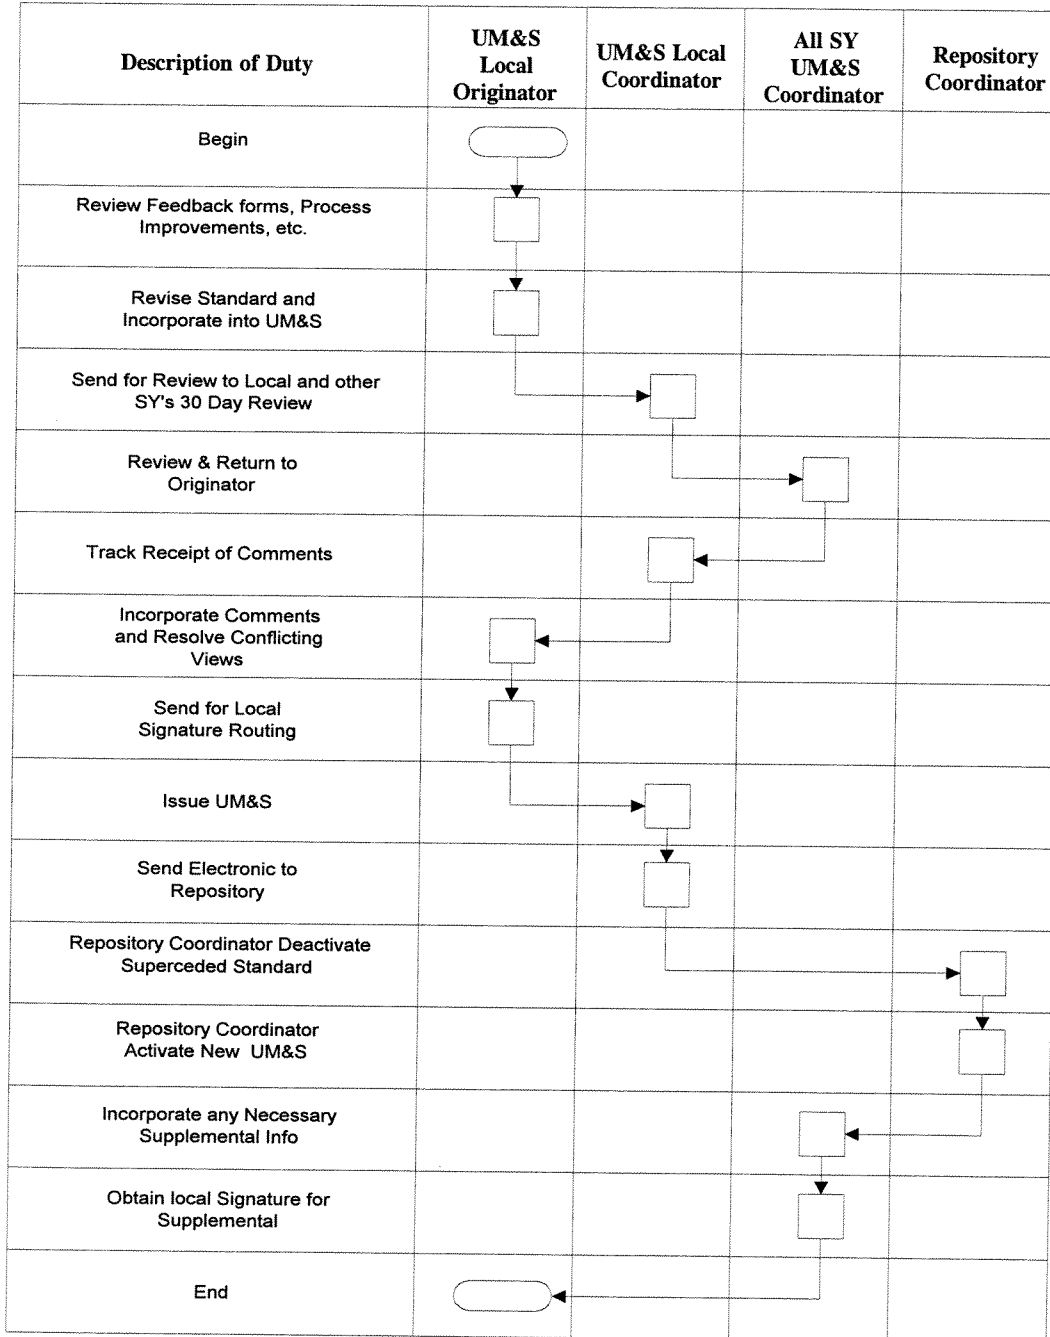 Description of Duty
UM&S
Local
Originator
UM&S Local
Coordinator
All SY
UM&S
Coordinator
Repository
Coordinator
Begin
Review Feedback forms, Process
Improvements, etc.
Revise Standard and
Incorporate into UM&S
Send for Review to Local and other
SY's 30 Day Review
Review & Return to
Originator
Track Receipt of Comments
Incorporate Comments
and Resolve Conflicting
Views
Send for Local
Signature Routing
Issue UM&S
Send Electronic to
Repository
Repository Coordinator Deactivate
Superceded Standard
Repository Coordinator
Activate New UM&S
Incorporate any Necessary
Supplemental Info
Obtain local Signature for
Supplemental
End